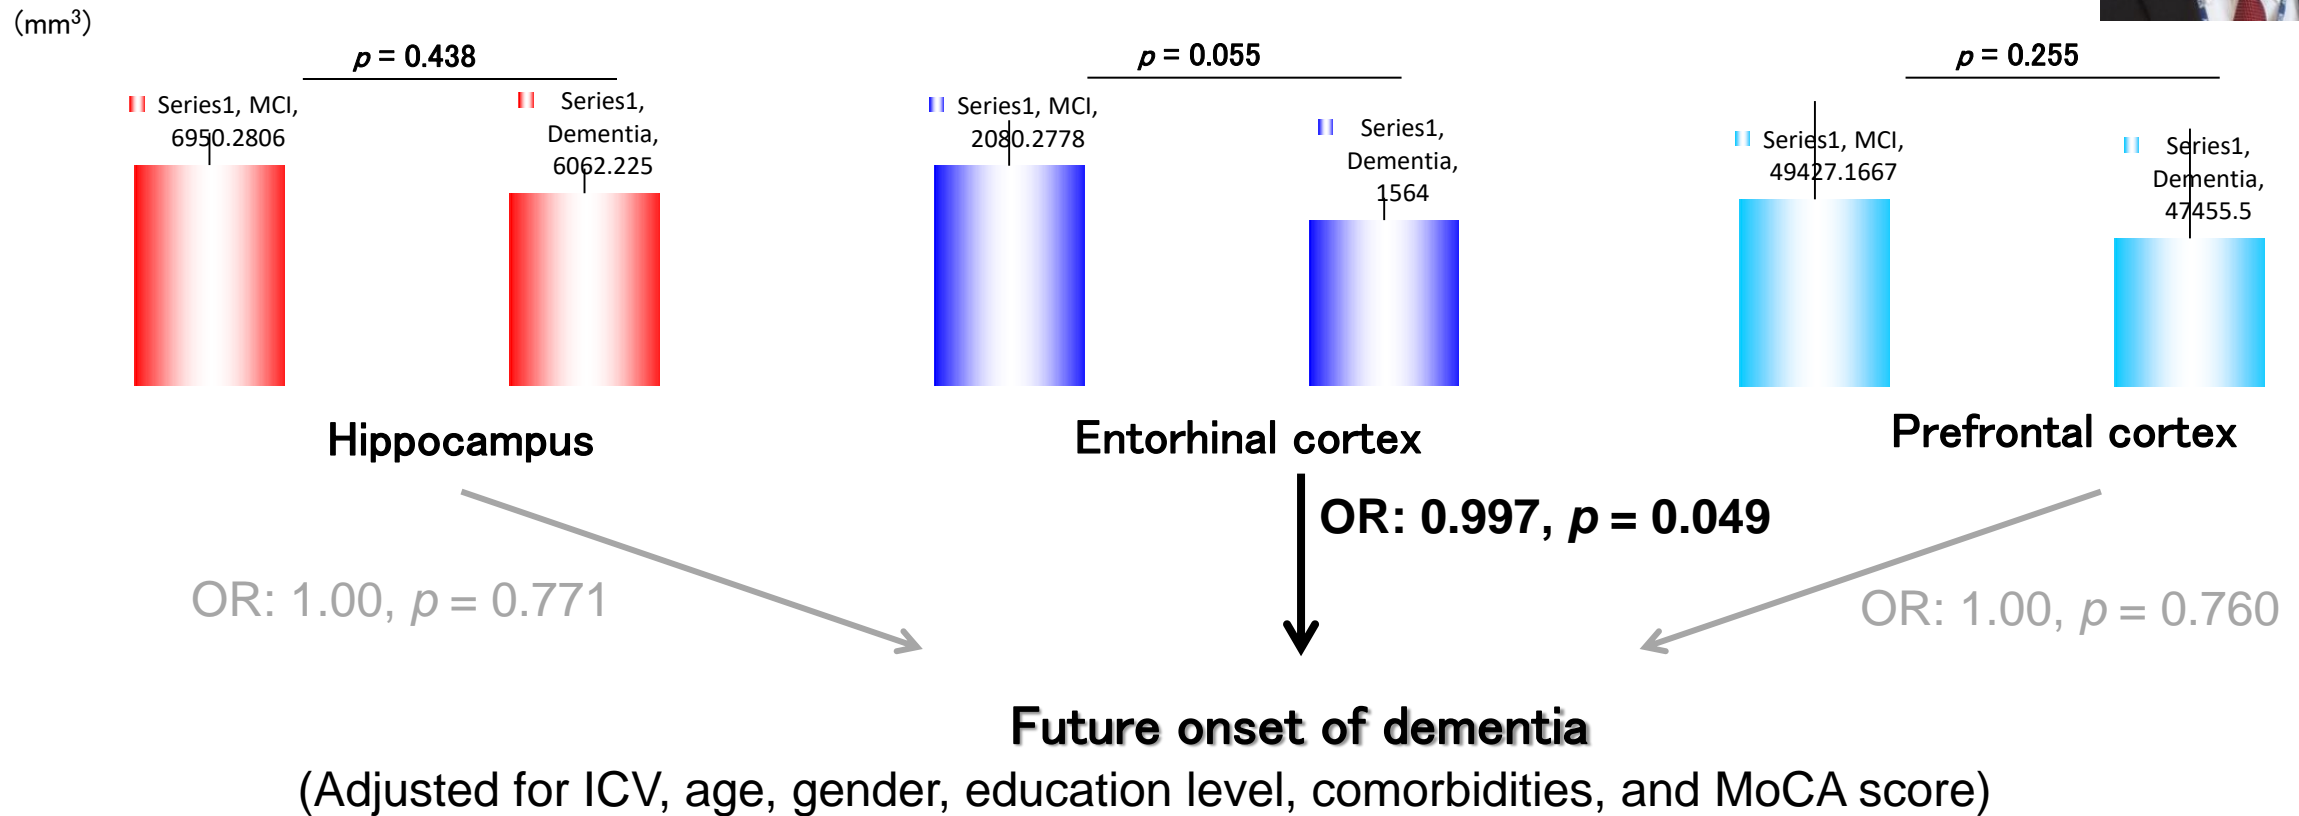 (mm³)
p = 0.438
p = 0.055
p = 0.255
Series1, MCI,
6950.2806
Series1,
Dementia,
6062.225
Series1, MCI,
2080.2778
Series1,
Dementia,
1564
Series1, MCI,
49427.1667
Series1,
Dementia,
47455.5
Hippocampus
Entorhinal cortex
Prefrontal cortex
OR: 0.997, p = 0.049
OR: 1.00, p = 0.771
OR: 1.00, p = 0.760
Future onset of dementia
(Adjusted for ICV, age, gender, education level, comorbidities, and MoCA score)